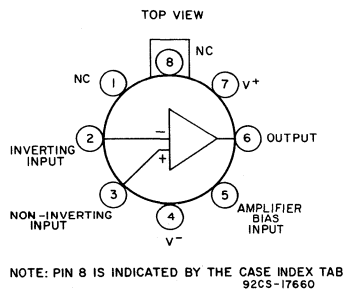 TOP VIEW
NC
8
NC
1
7
V+
2
−
6
OUTPUT
INVERTING
INPUT
+
3
5
NON-INVERTING
INPUT
4
AMPLIFIER
BIAS
INPUT
V−
NOTE: PIN 8 IS INDICATED BY THE CASE INDEX TAB
92CS-17660